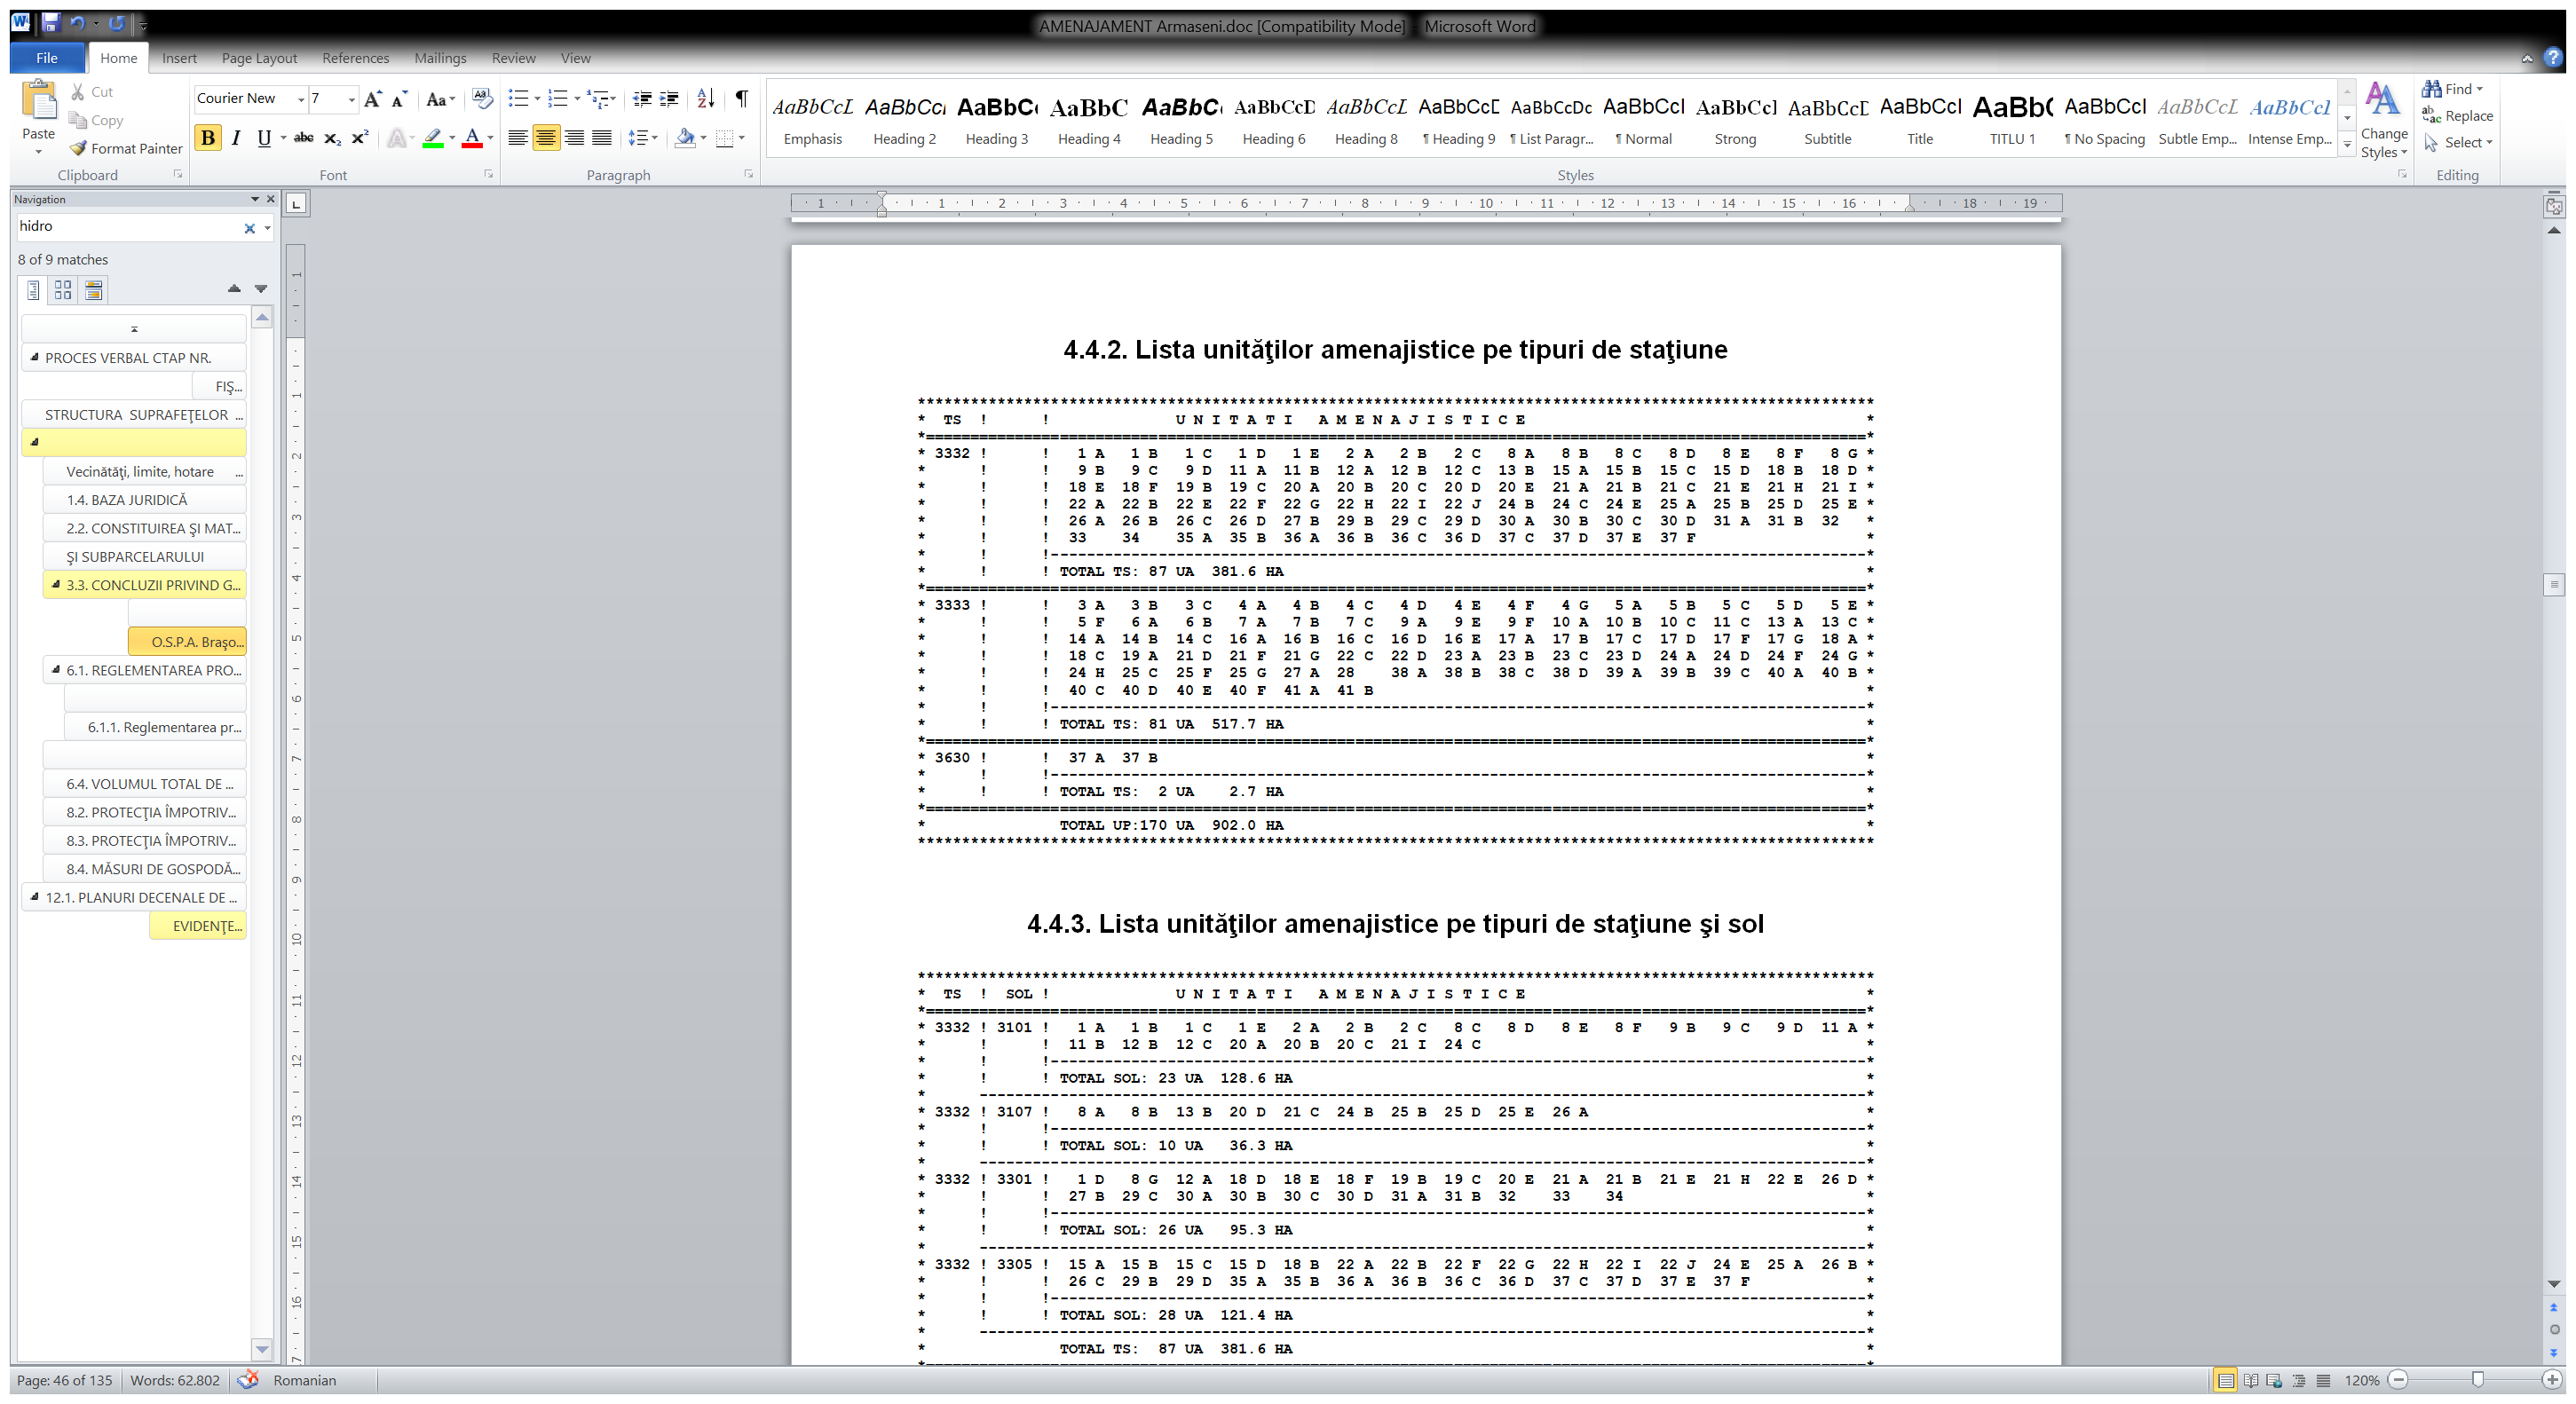 AMENAJAMENT Armaseni.doc [Compatibility Mode] - Microsoft Word
File Home Insert Page Layout References Mailings Review View
Paste
Cut
Copy
Format Painter
Clipboard
Courier New 7
Font
Paragraph
AaBbCcL AaBbCcI AaBbCc AaBbC AaBbCc AaBbCcD AaBbCcL AaBbCcD AaBbCcDc AaBbCcI AaBbCcI AaBbCcD AaBbCcI AaBb( AaBbCcI AaBbCcL AaBbCcI
Emphasis Heading 2 Heading 3 Heading 4 Heading 5 Heading 6 Heading 8 ¶ Heading 9 ¶ List Paragr... ¶ Normal Strong Subtitle Title TITLU 1 ¶ No Spacing Subtle Emp... Intense Emp...
Styles
Change Styles
Find
Replace
Select
Editing
Navigation
hidro
8 of 9 matches
PROCES VERBAL CTAP NR.
FIŞ...
STRUCTURA SUPRAFEŢELOR ...
Vecinătăţi, limite, hotare ...
1.4. BAZA JURIDICĂ
2.2. CONSTITUIREA ŞI MAT...
ŞI SUBPARCELARULUI
3.3. CONCLUZII PRIVIND G...
O.S.P.A. Braşo...
6.1. REGLEMENTAREA PRO...
6.1.1. Reglementarea pr...
6.4. VOLUMUL TOTAL DE ...
8.2. PROTECŢIA ÎMPOTRIV...
8.3. PROTECŢIA ÎMPOTRIV...
8.4. MĂSURI DE GOSPODĂ...
12.1. PLANURI DECENALE DE ...
EVIDENŢE...
4.4.2. Lista unităţilor amenajistice pe tipuri de staţiune
* TS ! ! U N I T A T I A M E N A J I S T I C E *
* 3332 ! ! 1 A 1 B 1 C 1 D 1 E 2 A 2 B 2 C 8 A 8 B 8 C 8 D 8 E 8 F 8 G *
* ! ! 9 B 9 C 9 D 11 A 11 B 12 A 12 B 12 C 13 B 15 A 15 B 15 C 15 D 18 B 18 D *
* ! ! 18 E 18 F 19 B 19 C 20 A 20 B 20 C 20 D 20 E 21 A 21 B 21 C 21 E 21 H 21 I *
* ! ! 22 A 22 B 22 E 22 F 22 G 22 H 22 I 22 J 24 B 24 C 24 E 25 A 25 B 25 D 25 E *
* ! ! 26 A 26 B 26 C 26 D 27 B 29 B 29 C 29 D 30 A 30 B 30 C 30 D 31 A 31 B 32 *
* ! ! 33 34 35 A 35 B 36 A 36 B 36 C 36 D 37 C 37 D 37 E 37 F *
* ! ! TOTAL TS: 87 UA 381.6 HA *
* 3333 ! ! 3 A 3 B 3 C 4 A 4 B 4 C 4 D 4 E 4 F 4 G 5 A 5 B 5 C 5 D 5 E *
* ! ! 5 F 6 A 6 B 7 A 7 B 7 C 9 A 9 E 9 F 10 A 10 B 10 C 11 C 13 A 13 C *
* ! ! 14 A 14 B 14 C 16 A 16 B 16 C 16 D 16 E 17 A 17 B 17 C 17 D 17 F 17 G 18 A *
* ! ! 18 C 19 A 21 D 21 F 21 G 22 C 22 D 23 A 23 B 23 C 23 D 24 A 24 D 24 F 24 G *
* ! ! 24 H 25 C 25 F 25 G 27 A 28 38 A 38 B 38 C 38 D 39 A 39 B 39 C 40 A 40 B *
* ! ! 40 C 40 D 40 E 40 F 41 A 41 B *
* ! ! TOTAL TS: 81 UA 517.7 HA *
* 3630 ! ! 37 A 37 B *
* ! ! TOTAL TS: 2 UA 2.7 HA *
* TOTAL UP:170 UA 902.0 HA *
4.4.3. Lista unităţilor amenajistice pe tipuri de staţiune şi sol
* TS ! SOL ! U N I T A T I A M E N A J I S T I C E *
* 3332 ! 3101 ! 1 A 1 B 1 C 1 E 2 A 2 B 2 C 8 C 8 D 8 E 8 F 9 B 9 C 9 D 11 A *
* ! ! 11 B 12 B 12 C 20 A 20 B 20 C 21 I 24 C *
* ! ! TOTAL SOL: 23 UA 128.6 HA *
* 3332 ! 3107 ! 8 A 8 B 13 B 20 D 21 C 24 B 25 B 25 D 25 E 26 A *
* ! ! TOTAL SOL: 10 UA 36.3 HA *
* 3332 ! 3301 ! 1 D 8 G 12 A 18 D 18 E 18 F 19 B 19 C 20 E 21 A 21 B 21 E 21 H 22 E 26 D *
* ! ! 27 B 29 C 30 A 30 B 30 C 30 D 31 A 31 B 32 33 34 *
* ! ! TOTAL SOL: 26 UA 95.3 HA *
* 3332 ! 3305 ! 15 A 15 B 15 C 15 D 18 B 22 A 22 B 22 F 22 G 22 H 22 I 22 J 24 E 25 A 26 B *
* ! ! 26 C 29 B 29 D 35 A 35 B 36 A 36 B 36 C 36 D 37 C 37 D 37 E 37 F *
* ! ! TOTAL SOL: 28 UA 121.4 HA *
* TOTAL TS: 87 UA 381.6 HA *
Page: 46 of 135 Words: 62.802 Romanian 120%